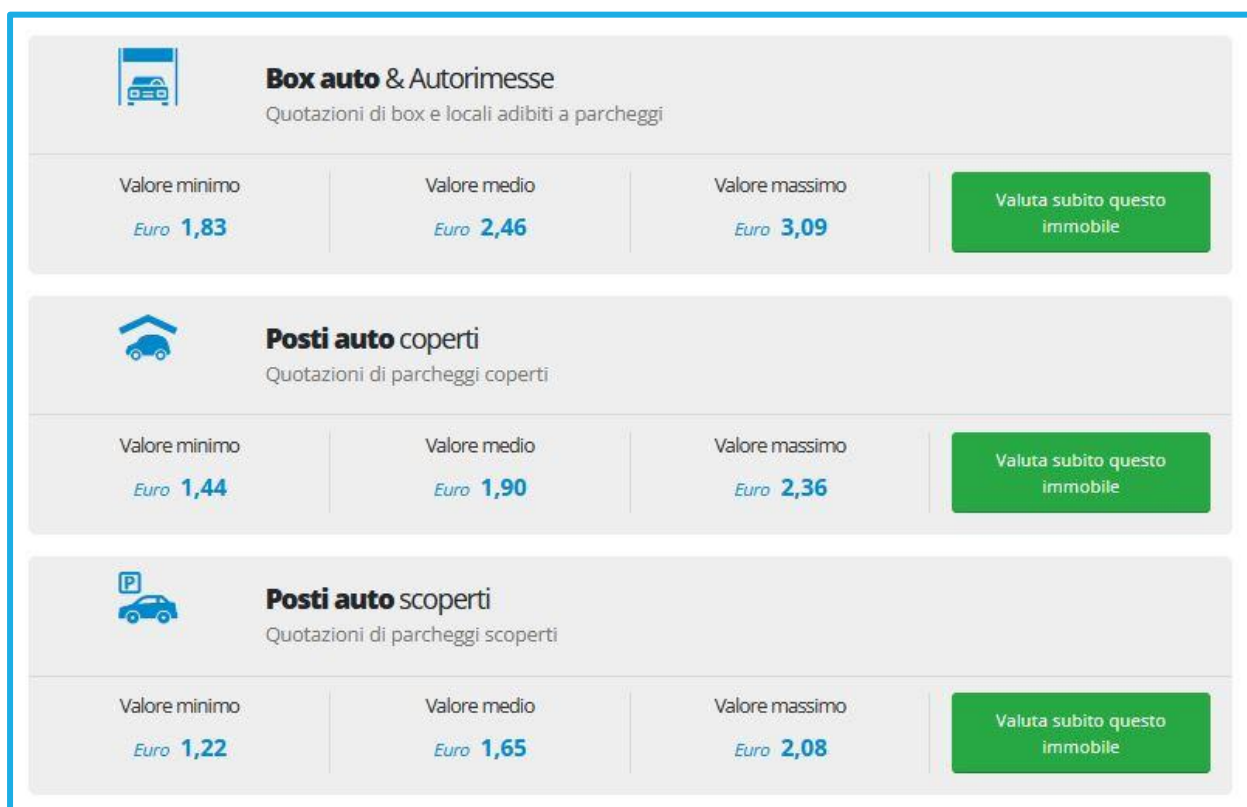 Box auto & Autorimesse
Quotazioni di box e locali adibiti a parcheggi
Valore minimo
Valore medio
Valore massimo
Euro 1,83
Euro 2,46
Euro 3,09
Valuta subito questo
immobile
Posti auto coperti
Quotazioni di parcheggi coperti
Valore minimo
Valore medio
Valore massimo
Euro 1,44
Euro 1,90
Euro 2,36
Valuta subito questo
immobile
P
Posti auto scoperti
Quotazioni di parcheggi scoperti
Valore minimo
Valore medio
Valore massimo
Euro 1,22
Euro 1,65
Euro 2,08
Valuta subito questo
immobile